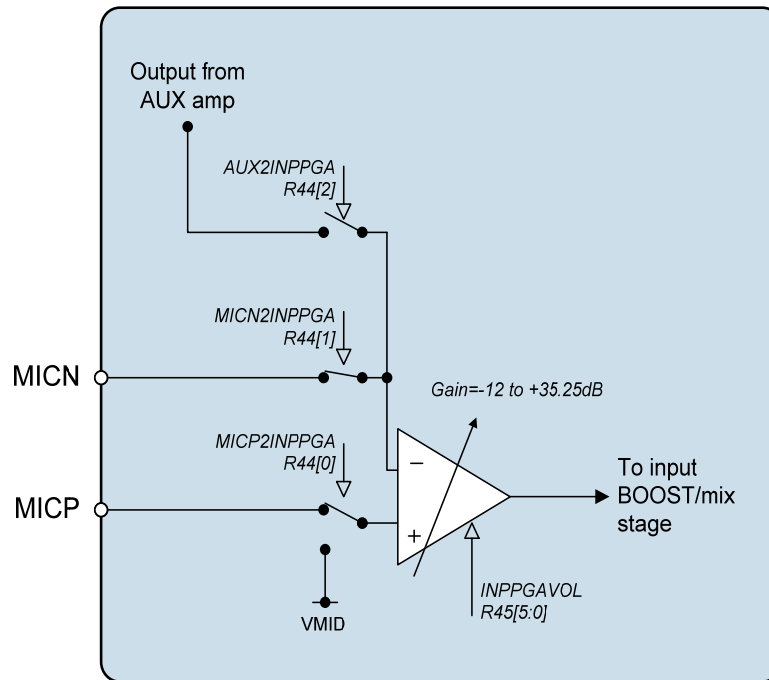 Output from
AUX amp
AUX2INPPGA
R44[2]
MICN2INPPGA
R44[1]
MICN
Gain=-12 to +35.25dB
MICP2INPPGA
R44[0]
MICP
−
+
To input
BOOST/mix
stage
VMID
INPPGAVOL
R45[5:0]